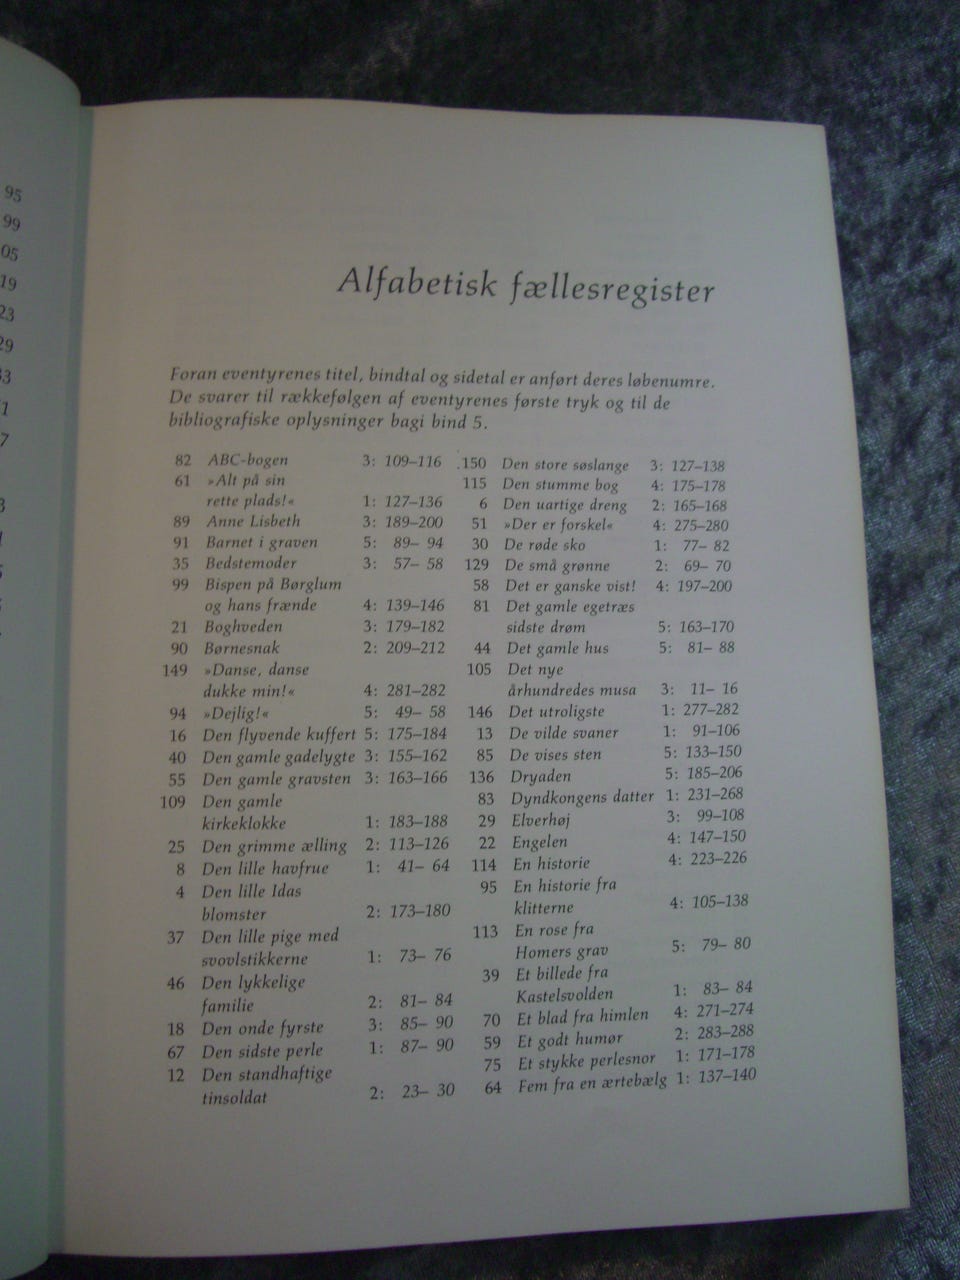 95
99
05
19
23
29
33
1
7
3
Alfabetisk fællesregister
Foran eventyrenes titel, bindtal og sidetal er anført deres løbenumre.
De svarer til rækkefølgen af eventyrenes første tryk og til de
bibliografiske oplysninger bagi bind 5.
82 ABC-bogen 3: 109–116
61 »Alt på sin
rette plads!« 1: 127–136
89 Anne Lisbeth 3: 189–200
91 Barnet i graven 5: 89– 94
35 Bedstemoder 3: 57– 58
99 Bispen på Børglum
og hans frænde 4: 139–146
21 Boghveden 3: 179–182
90 Børnesnak 2: 209–212
149 »Danse, danse
dukke min!« 4: 281–282
94 »Dejlig!« 5: 49– 58
16 Den flyvende kuffert 5: 175–184
40 Den gamle gadelygte 3: 155–162
55 Den gamle gravsten 3: 163–166
109 Den gamle
kirkeklokke 1: 183–188
25 Den grimme ælling 2: 113–126
8 Den lille havfrue 1: 41– 64
4 Den lille Idas
blomster 2: 173–180
37 Den lille pige med
svovlstikkerne 1: 73– 76
46 Den lykkelige
familie 2: 81– 84
18 Den onde fyrste 3: 85– 90
67 Den sidste perle 1: 87– 90
12 Den standhaftige
tinsoldat 2: 23– 30
150 Den store søslange 3: 127–138
115 Den stumme bog 4: 175–178
6 Den uartige dreng 2: 165–168
51 »Der er forskel« 4: 275–280
30 De røde sko 1: 77– 82
129 De små grønne 2: 69– 70
58 Det er ganske vist! 4: 197–200
81 Det gamle egetræs
sidste drøm 5: 163–170
44 Det gamle hus 5: 81– 88
105 Det nye
århundredes musa 3: 11– 16
146 Det utroligste 1: 277–282
13 De vilde svaner 1: 91–106
85 De vises sten 5: 133–150
136 Dryaden 5: 185–206
83 Dyndkongens datter 1: 231–268
29 Elverhøj 3: 99–108
22 Engelen 4: 147–150
114 En historie 4: 223–226
95 En historie fra
klitterne 4: 105–138
113 En rose fra
Homers grav 5: 79– 80
39 Et billede fra
Kastelsvolden 1: 83– 84
70 Et blad fra himlen 4: 271–274
59 Et godt humør 2: 283–288
75 Et stykke perlesnor 1: 171–178
64 Fem fra en ærtebælg 1: 137–140